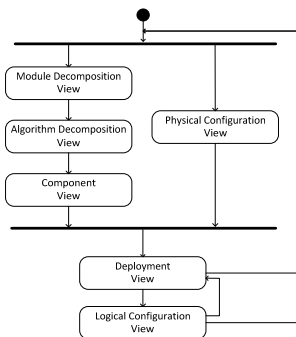 Module Decomposition
View
Algorithm Decomposition
View
Physical Configuration
View
Component
View
Deployment
View
Logical Configuration
View